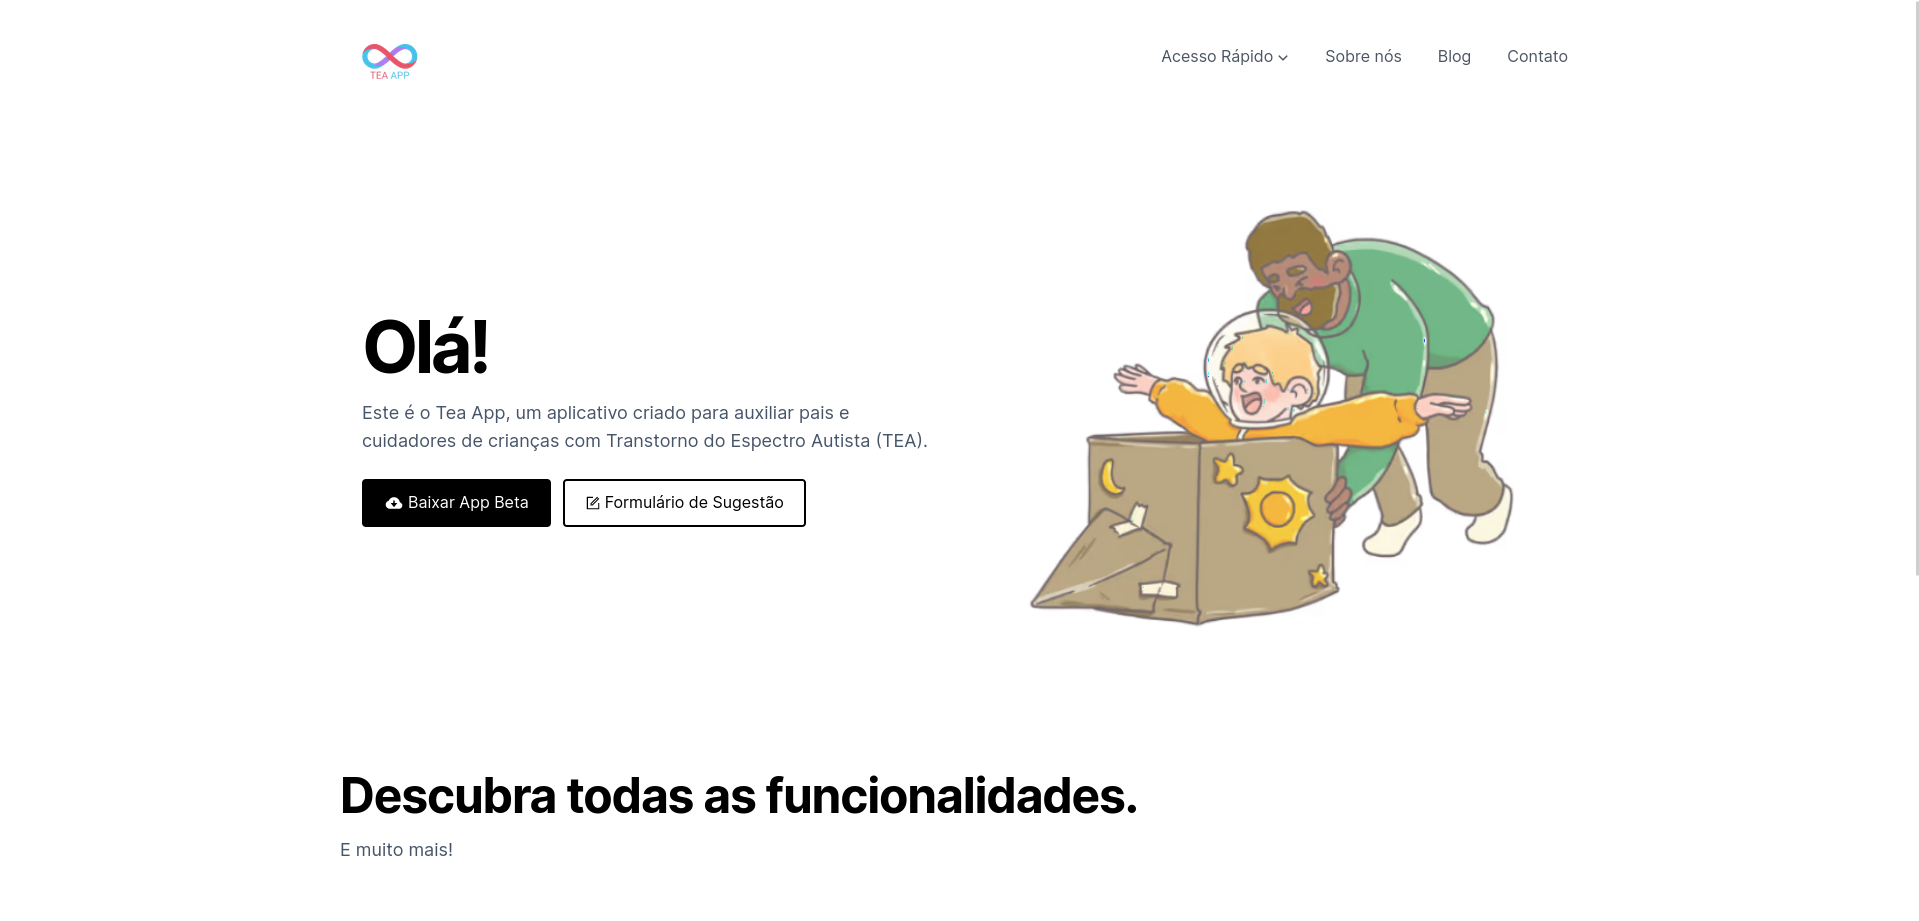 TEA APP
Acesso Rápido
Sobre nós
Blog
Contato
Olá!
Este é o Tea App, um aplicativo criado para auxiliar pais e
cuidadores de crianças com Transtorno do Espectro Autista (TEA).
Baixar App Beta
Formulário de Sugestão
Descubra todas as funcionalidades.
E muito mais!